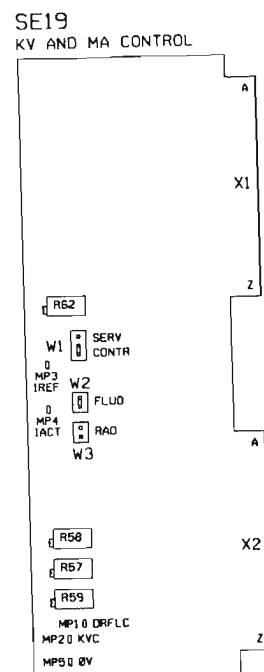 SE19
KV AND MA CONTROL
A
X1
Z
R62
W1
SERV
CONTR
MP3
IREF
W2
FLUO
MP4
IACT
RAD
W3
A
R58
X2
R57
R59
MP10 DRFLC
MP20 KVC
MP50 0V
Z